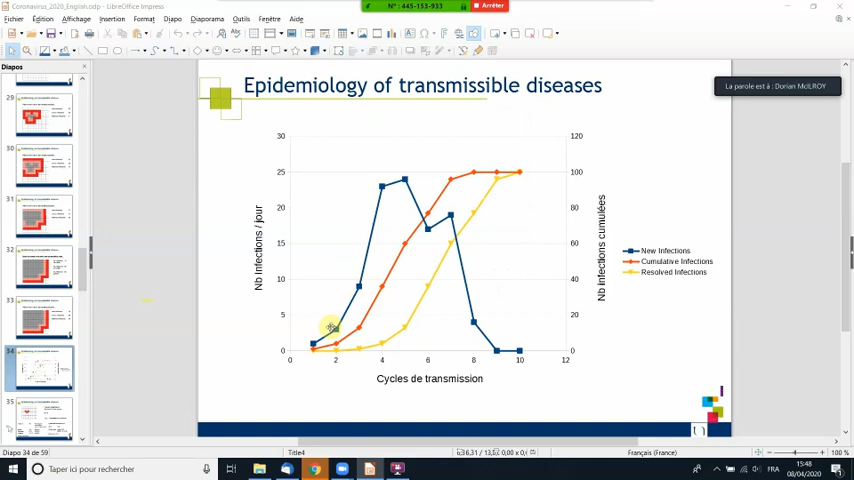 Coronavirus_2020_English.odp - LibreOffice Impress
N° : 445-153-933
Arrêter
Fichier Édition Affichage Insertion Format Diapo Diaporama Outils Fenêtre Aide
Diapos
La parole est à : Dorian McILROY
Epidemiology of transmissible diseases
30
25
20
15
10
5
0
120
100
80
60
40
20
0
Nb Infections / jour
Nb infections cumulées
New Infections
Cumulative Infections
Resolved Infections
0 2 4 6 8 10 12
Cycles de transmission
29
30
31
32
33
34
35
Diapo 34 de 59
Title4
Français (France)
100 %
Taper ici pour rechercher
FRA
15:48
08/04/2020